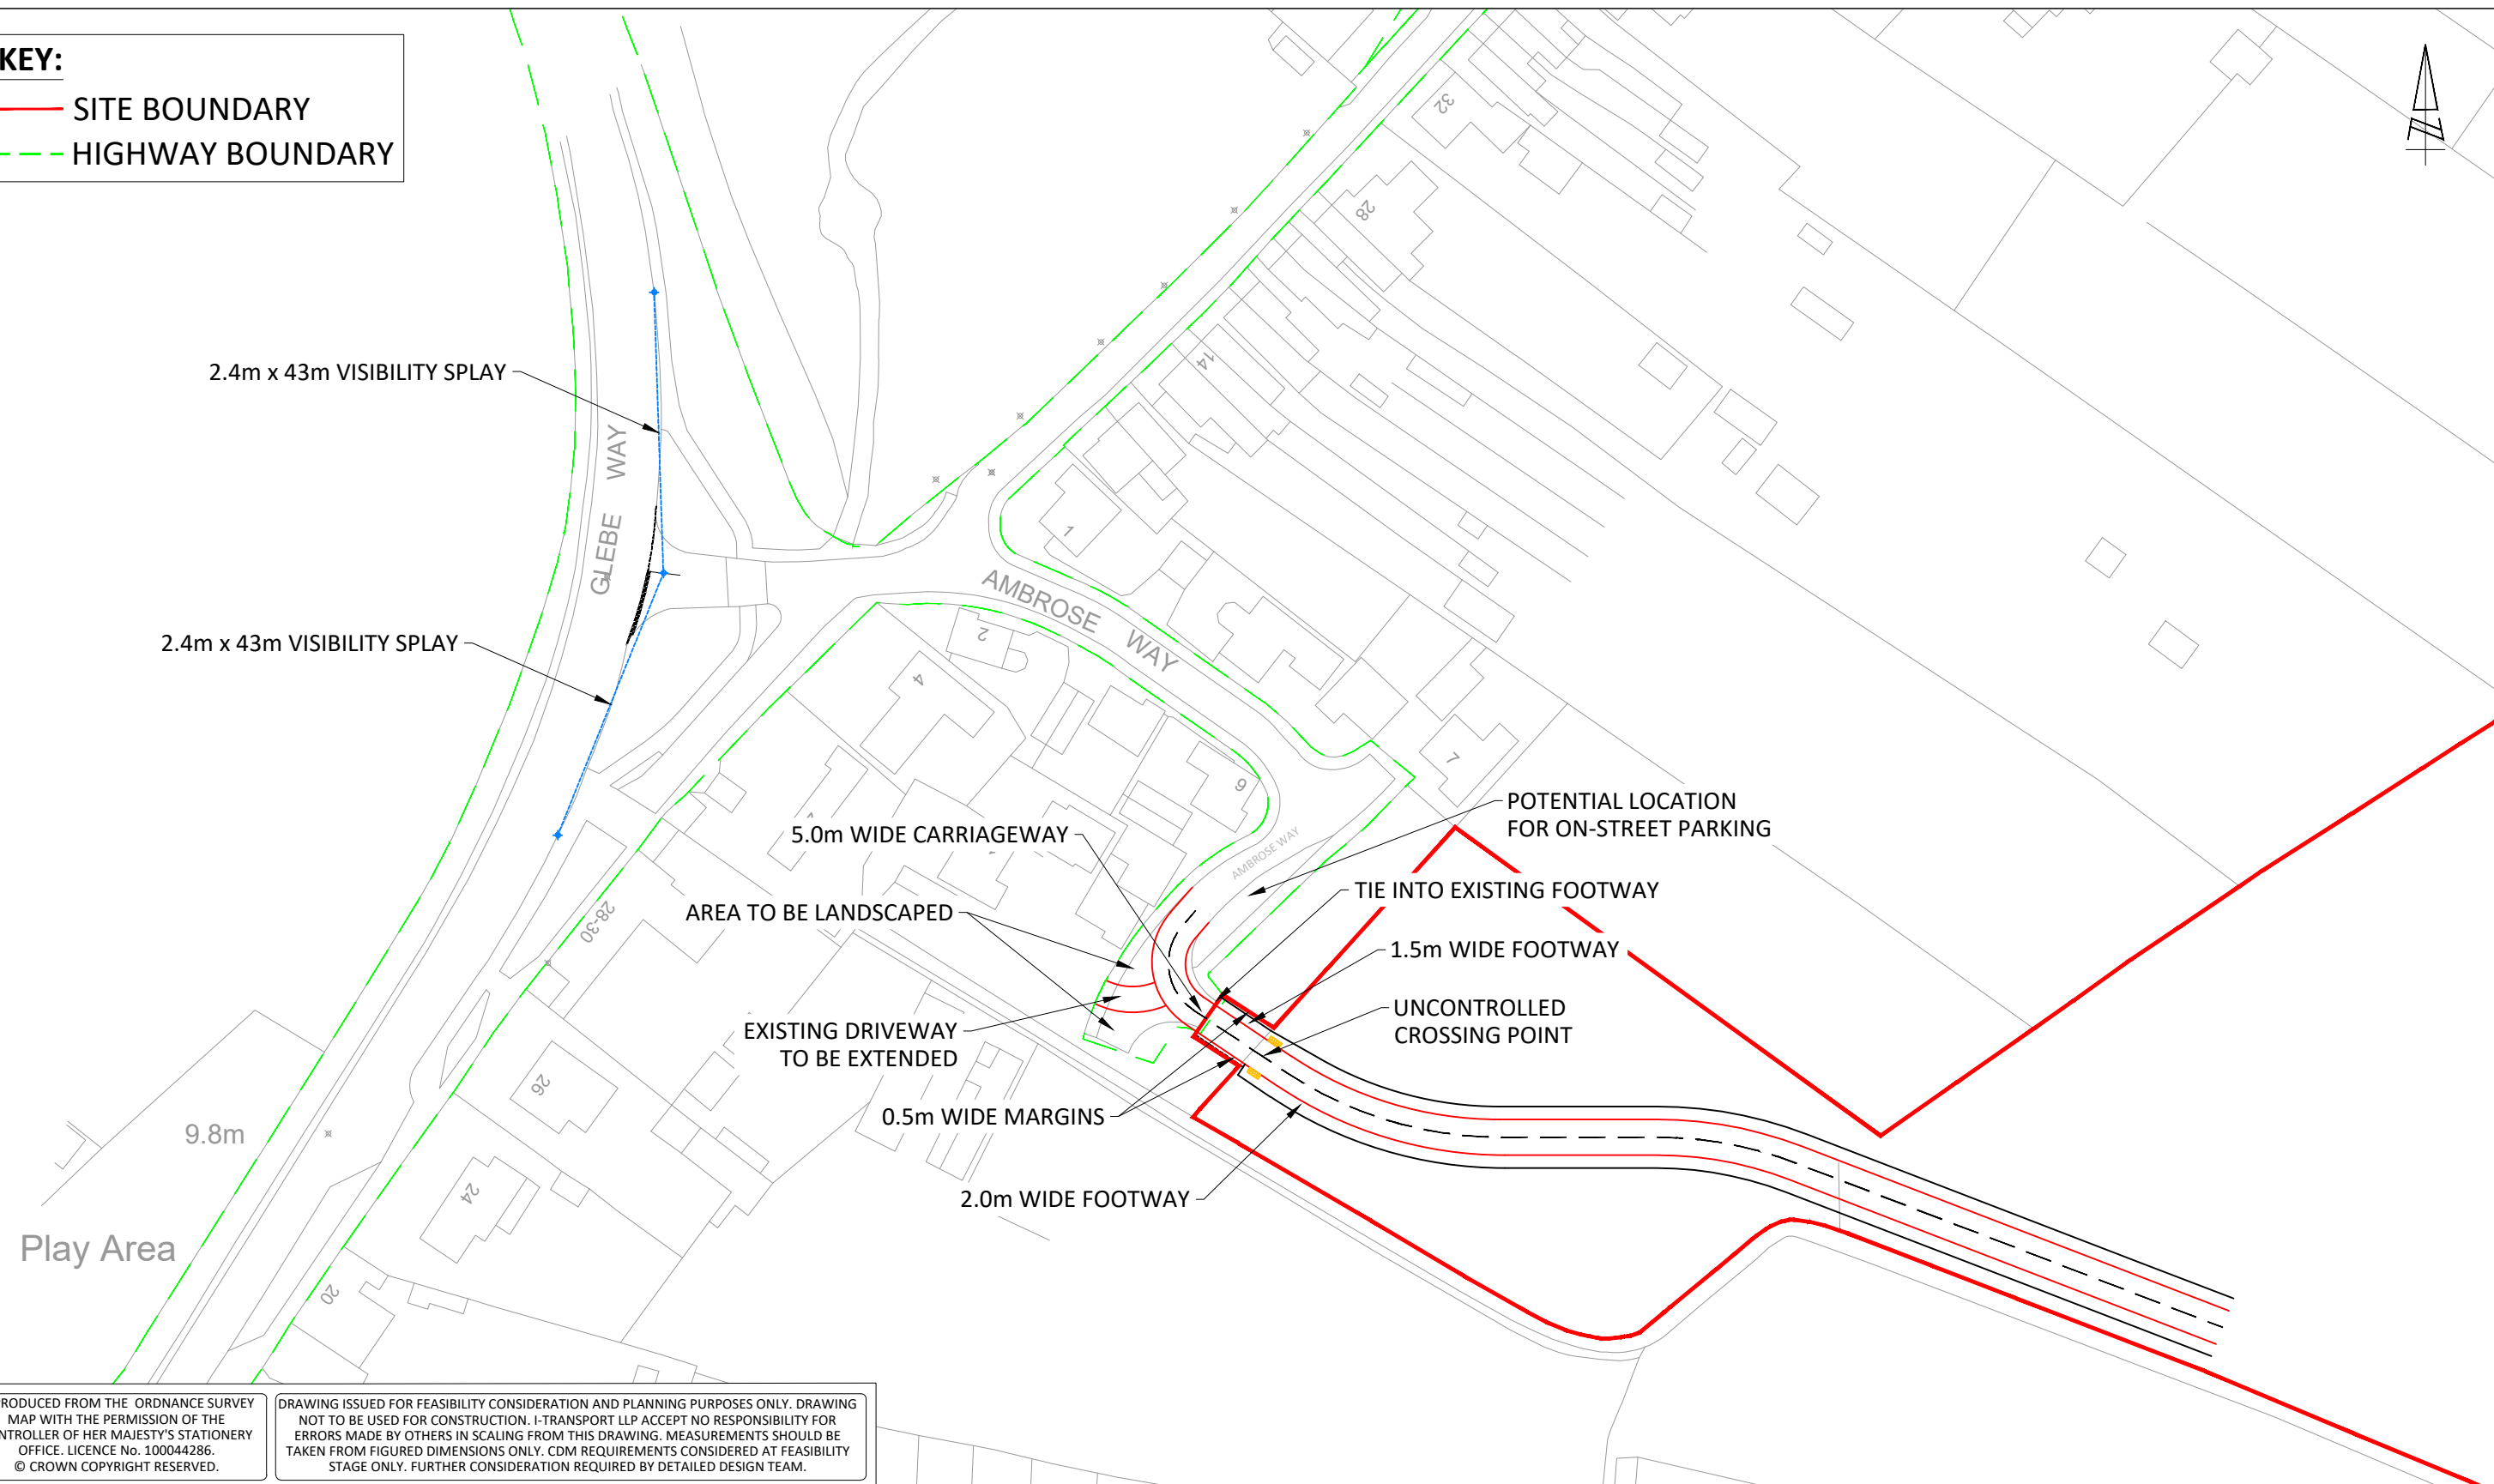 KEY:
SITE BOUNDARY
HIGHWAY BOUNDARY
32
28
14
2.4m x 43m VISIBILITY SPLAY
GLEBE WAY
1
AMBROSE WAY
2
4
2.4m x 43m VISIBILITY SPLAY
7
9
5.0m WIDE CARRIAGEWAY
AMBROSE WAY
POTENTIAL LOCATION
FOR ON-STREET PARKING
TIE INTO EXISTING FOOTWAY
AREA TO BE LANDSCAPED
28-30
1.5m WIDE FOOTWAY
UNCONTROLLED
CROSSING POINT
EXISTING DRIVEWAY
TO BE EXTENDED
26
0.5m WIDE MARGINS
9.8m
24
2.0m WIDE FOOTWAY
Play Area
20
RODUCED FROM THE ORDNANCE SURVEY
MAP WITH THE PERMISSION OF THE
NTROLLER OF HER MAJESTY'S STATIONERY
OFFICE. LICENCE No. 100044286.
© CROWN COPYRIGHT RESERVED.
DRAWING ISSUED FOR FEASIBILITY CONSIDERATION AND PLANNING PURPOSES ONLY. DRAWING
NOT TO BE USED FOR CONSTRUCTION. I-TRANSPORT LLP ACCEPT NO RESPONSIBILITY FOR
ERRORS MADE BY OTHERS IN SCALING FROM THIS DRAWING. MEASUREMENTS SHOULD BE
TAKEN FROM FIGURED DIMENSIONS ONLY. CDM REQUIREMENTS CONSIDERED AT FEASIBILITY
STAGE ONLY. FURTHER CONSIDERATION REQUIRED BY DETAILED DESIGN TEAM.